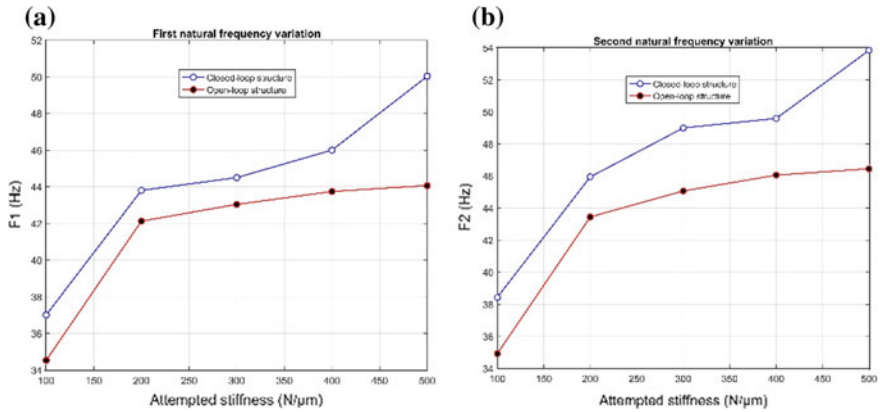 (a)
First natural frequency variation
Closed-loop structure
Open-loop structure
F1 (Hz)
52
50
48
46
44
42
40
38
36
34
100 150 200 250 300 350 400 450 500
Attempted stiffness (N/μm)
(b)
Second natural frequency variation
Closed-loop structure
Open-loop structure
F2 (Hz)
54
52
50
48
46
44
42
40
38
36
34
100 150 200 250 300 350 400 450 500
Attempted stiffness (N/μm)